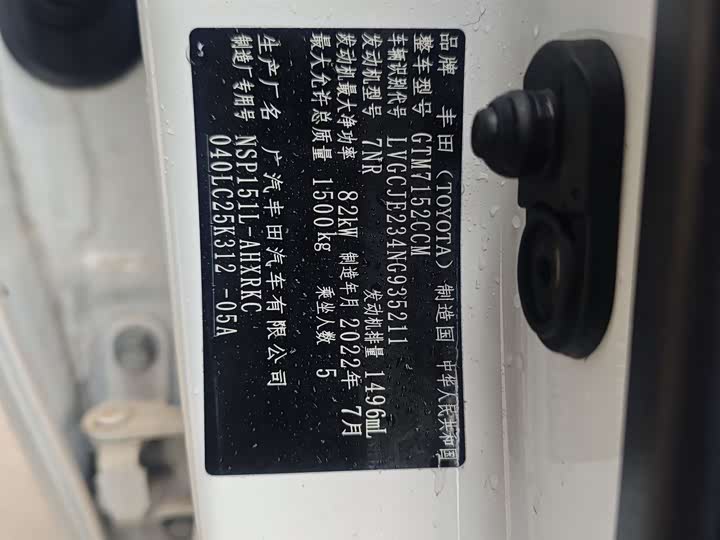 品牌 丰田（TOYOTA） 制造国 中华人民共和国
整车型号 GTM7152CCM
车辆识别代号 LVGCJE234NG935211
发动机型号 7NR 发动机排量 1496mL
发动机最大净功率 82kW 制造年月 2022年 7月
最大允许总质量 1500kg 乘坐人数 5
生产厂名 广汽丰田汽车有限公司
制造厂专用号 NSP151L-AHXRKC
040LC25K312 -05A